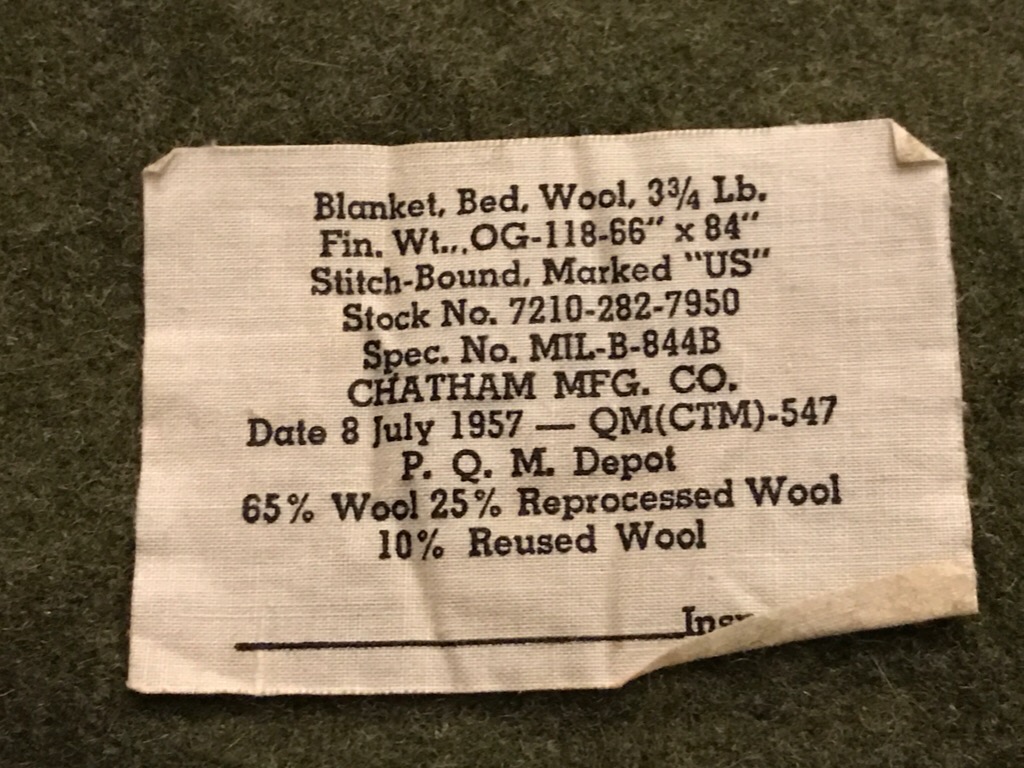 Blanket, Bed, Wool, 3¾ Lb.
Fin. Wt...OG-118-66" x 84"
Stitch-Bound, Marked "US"
Stock No. 7210-282-7950
Spec. No. MIL-B-844B
CHATHAM MFG. CO.
Date 8 July 1957 — QM(CTM)-547
P. Q. M. Depot
65% Wool 25% Reprocessed Wool
10% Reused Wool